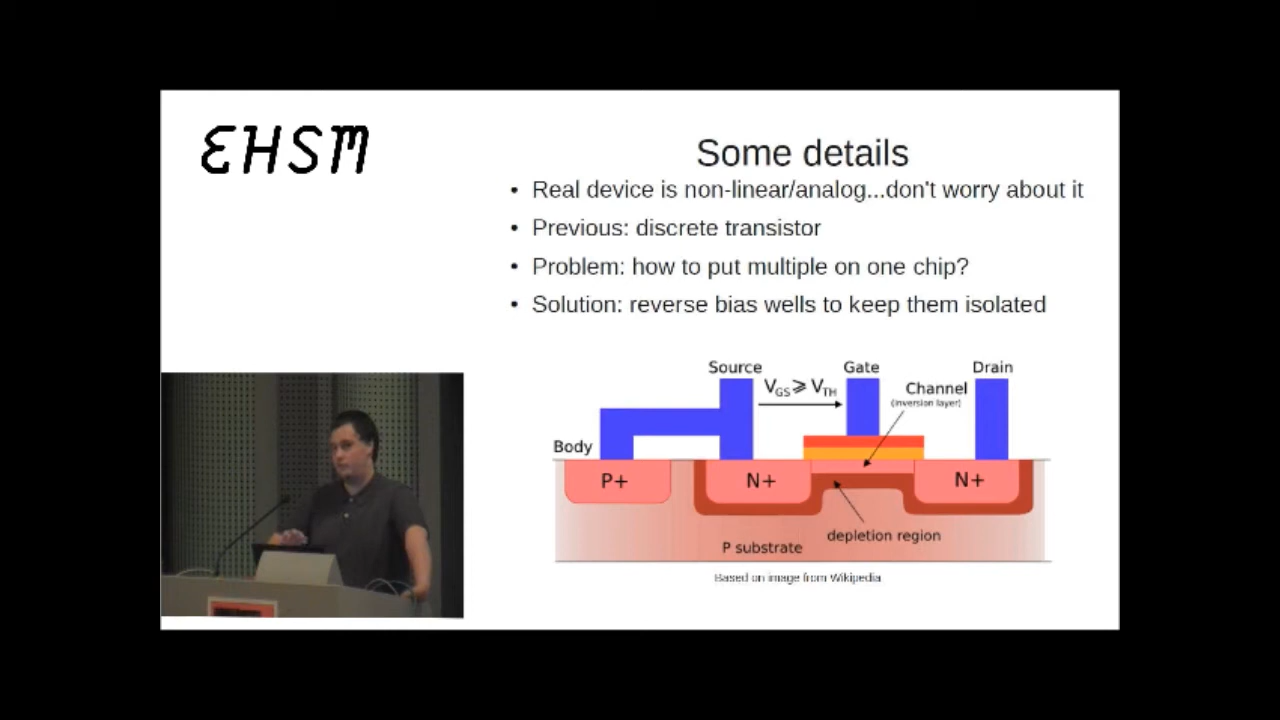 EHSM
Some details
• Real device is non-linear/analog...don't worry about it
• Previous: discrete transistor
• Problem: how to put multiple on one chip?
• Solution: reverse bias wells to keep them isolated
Source
Gate
Drain
VGS ⩾ VTH
Channel
(inversion layer)
Body
P+
N+
N+
depletion region
P substrate
Based on image from Wikipedia